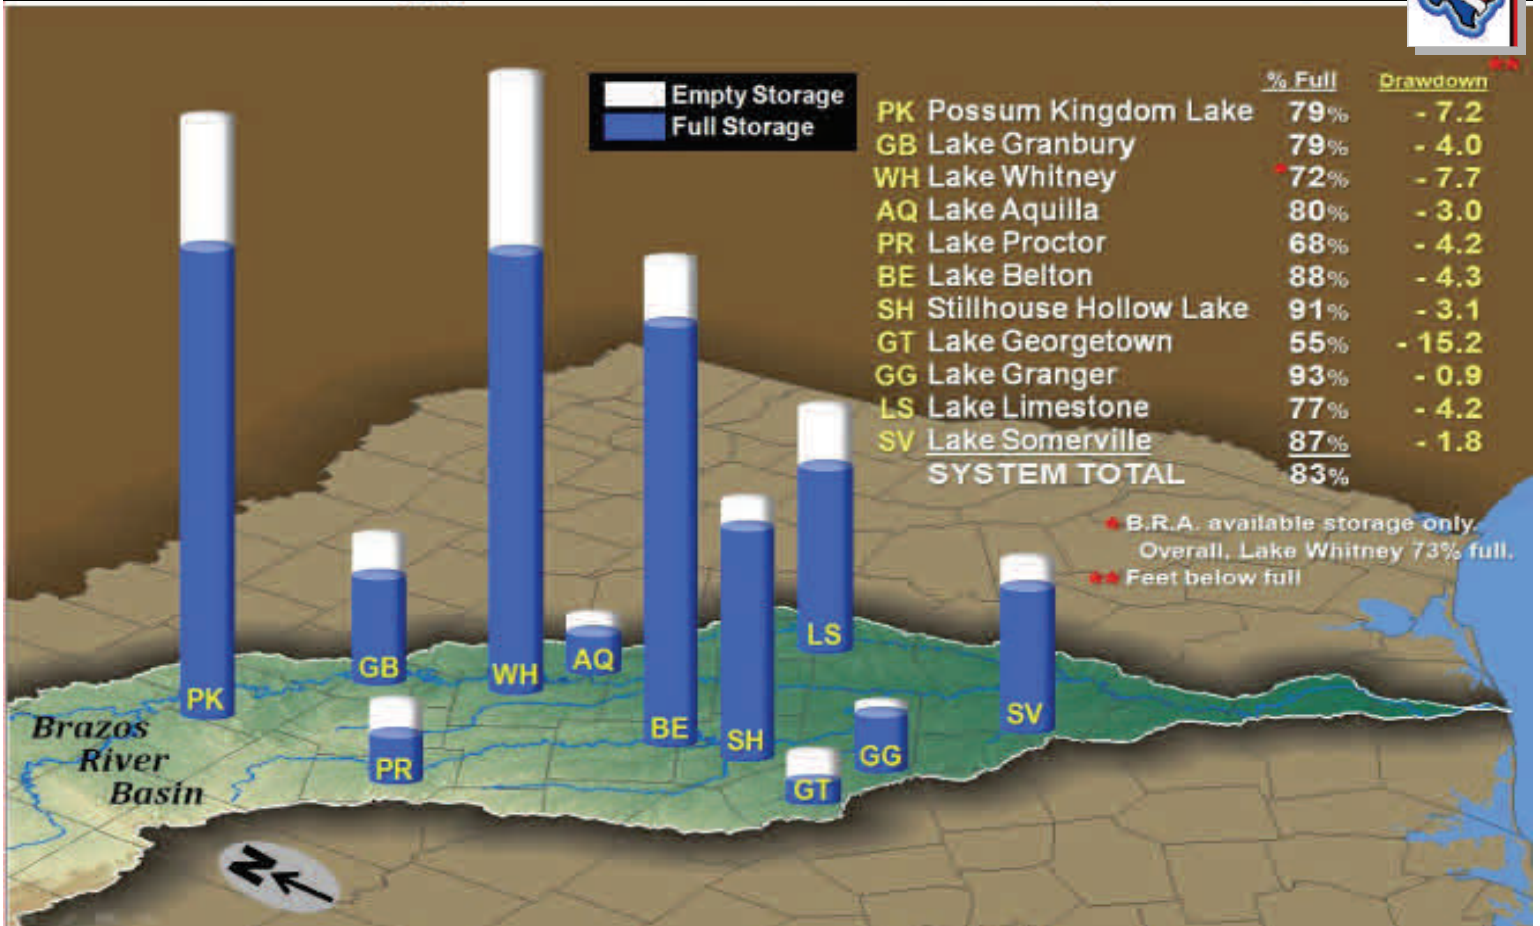 Empty Storage
Full Storage
% Full Drawdown **
PK Possum Kingdom Lake 79% - 7.2
GB Lake Granbury 79% - 4.0
WH Lake Whitney *72% - 7.7
AQ Lake Aquilla 80% - 3.0
PR Lake Proctor 68% - 4.2
BE Lake Belton 88% - 4.3
SH Stillhouse Hollow Lake 91% - 3.1
GT Lake Georgetown 55% - 15.2
GG Lake Granger 93% - 0.9
LS Lake Limestone 77% - 4.2
SV Lake Somerville 87% - 1.8
SYSTEM TOTAL 83%
* B.R.A. available storage only.
Overall, Lake Whitney 73% full.
** Feet below full
PK
GB
WH
AQ
LS
PR
BE
SH
GT
GG
SV
Brazos
River
Basin
N